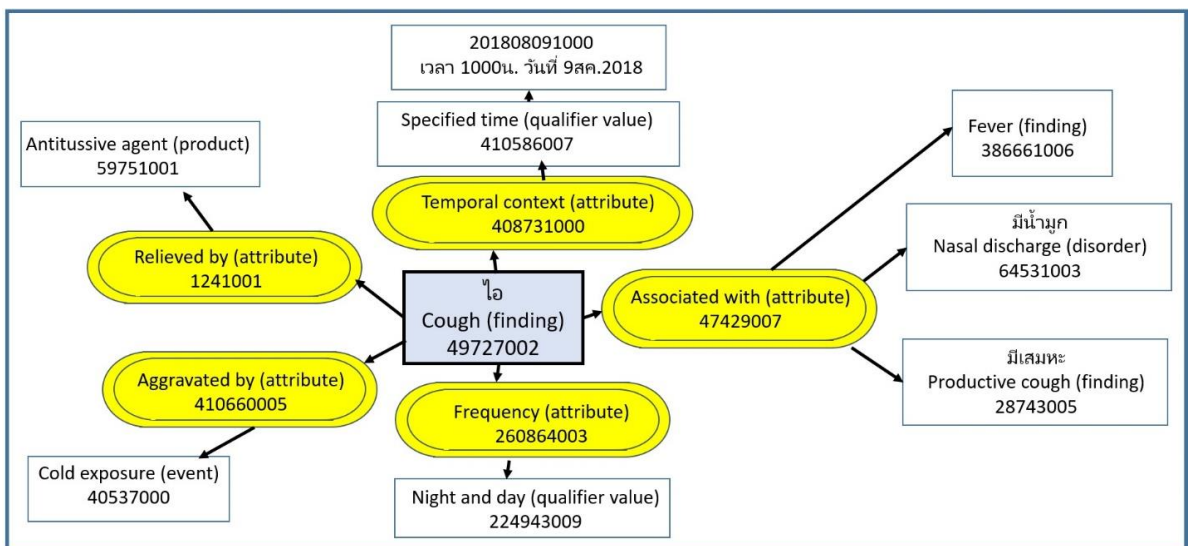 201808091000
เวลา 1000น. วันที่ 9สค.2018
Specified time (qualifier value)
410586007
Temporal context (attribute)
408731000
Antitussive agent (product)
59751001
Relieved by (attribute)
1241001
ไอ
Cough (finding)
49727002
Aggravated by (attribute)
410660005
Cold exposure (event)
40537000
Frequency (attribute)
260864003
Night and day (qualifier value)
224943009
Associated with (attribute)
47429007
Fever (finding)
386661006
มีน้ำมูก
Nasal discharge (disorder)
64531003
มีเสมหะ
Productive cough (finding)
28743005